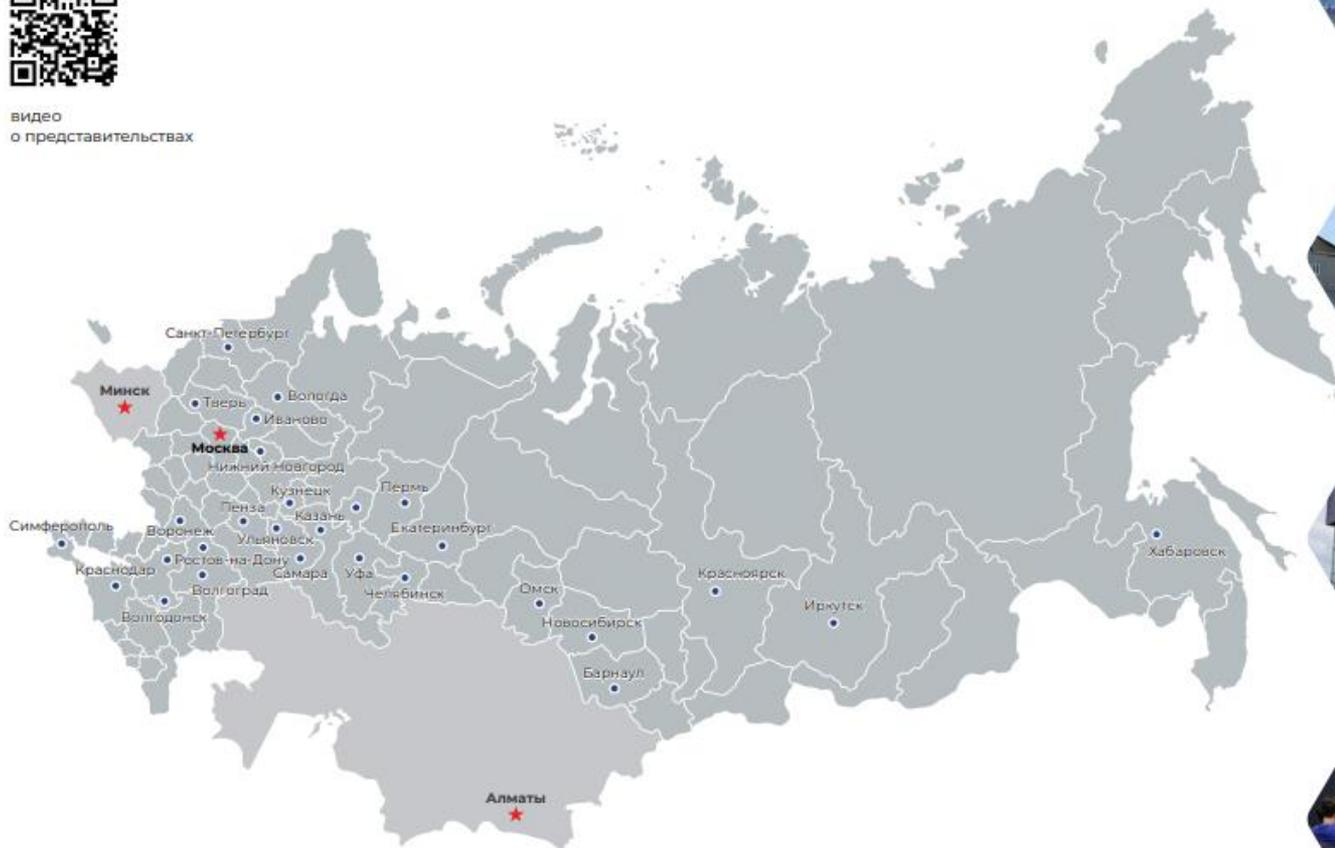 видео
о представительствах
Санкт-Петербург
Минск
Вологда
Тверь
Иваново
Москва
Нижний Новгород
Пермь
Кузнецк
Пенза
Казань
Симферополь
Воронеж
Екатеринбург
Ульяновск
Хабаровск
Ростов-на-Дону
Краснодар
Самара
Уфа
Красноярск
Волгоград
Челябинск
Омск
Иркутск
Волгодонск
Новосибирск
Барнаул
Алматы